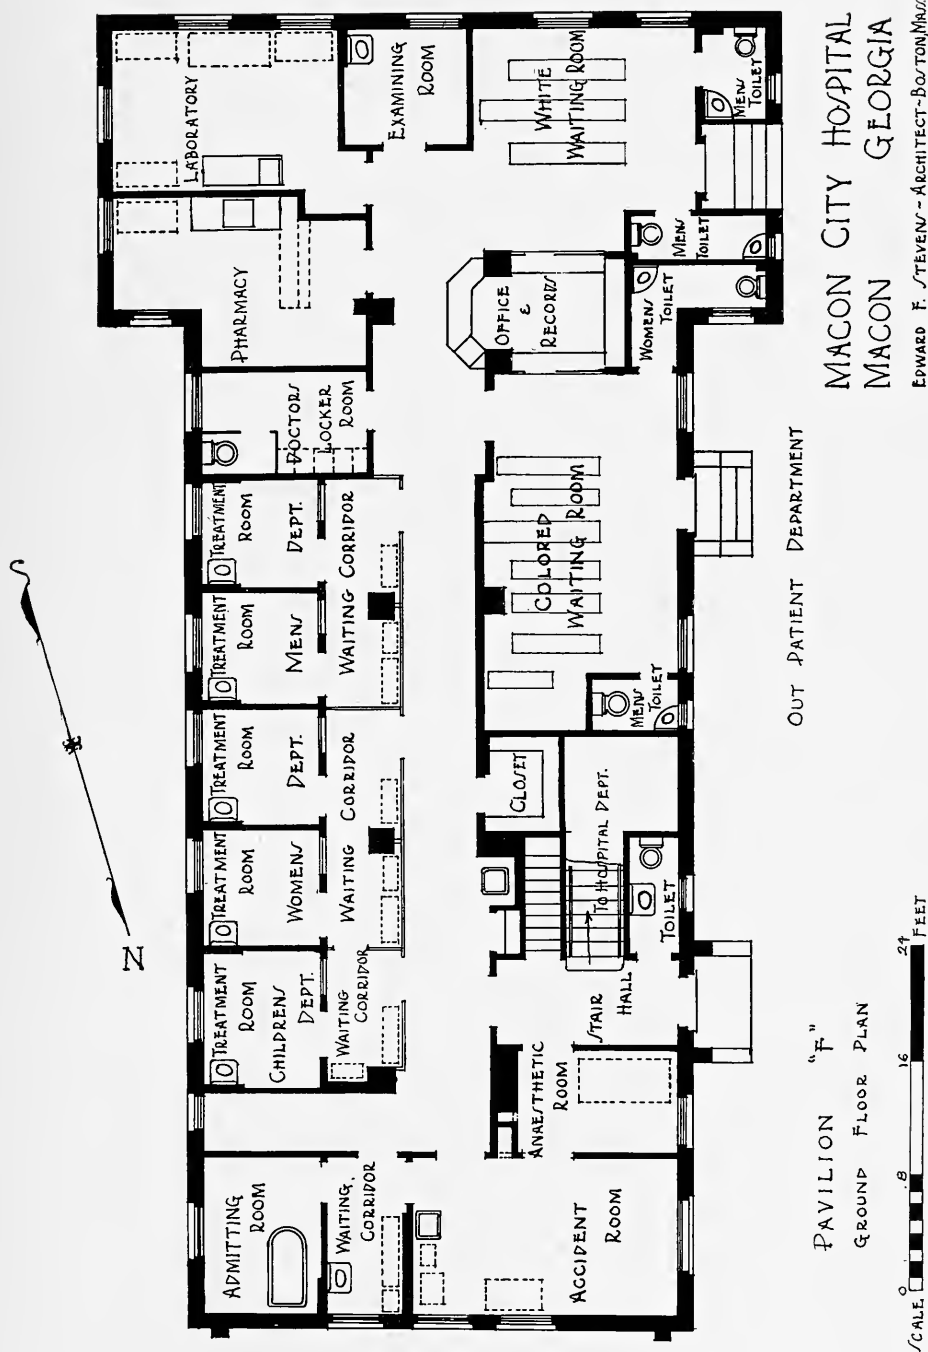 MACON CITY HOSPITAL
MACON GEORGIA
EDWARD F. STEVENS ~ ARCHITECT ~ BOSTON, MASS
OUT PATIENT DEPARTMENT
PAVILION "F"
GROUND FLOOR PLAN
SCALE 0 8 16 24 FEET
S
N
LABORATORY
EXAMINING
ROOM
WHITE
WAITING ROOM
MENS
TOILET
PHARMACY
OFFICE
&
RECORDS
MENS
TOILET
WOMENS
TOILET
DOCTORS
LOCKER
ROOM
TREATMENT
ROOM
DEPT.
WAITING CORRIDOR
COLORED
WAITING ROOM
TREATMENT
ROOM
MENS
MENS
TOILET
TREATMENT
ROOM
DEPT.
WAITING CORRIDOR
CLOSET
TREATMENT
ROOM
WOMENS
TO HOSPITAL DEPT.
TOILET
TREATMENT
ROOM
CHILDRENS
DEPT.
WAITING
CORRIDOR
STAIR
HALL
ANAESTHETIC
ROOM
ADMITTING
ROOM
WAITING
CORRIDOR
ACCIDENT
ROOM